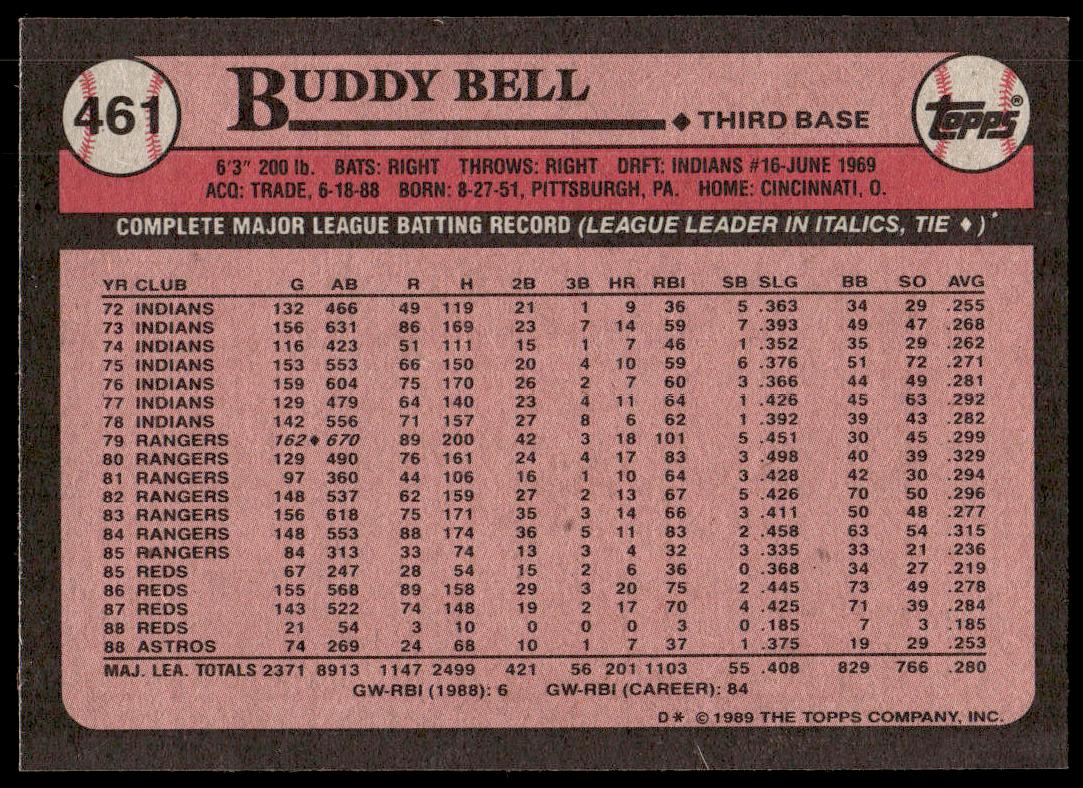 461
BUDDY BELL
◆ THIRD BASE
TOPPS®
6'3" 200 lb. BATS: RIGHT THROWS: RIGHT DRFT: INDIANS #16-JUNE 1969
ACQ: TRADE, 6-18-88 BORN: 8-27-51, PITTSBURGH, PA. HOME: CINCINNATI, O.
COMPLETE MAJOR LEAGUE BATTING RECORD (LEAGUE LEADER IN ITALICS, TIE ♦)*
YR CLUB G AB R H 2B 3B HR RBI SB SLG BB SO AVG
72 INDIANS 132 466 49 119 21 1 9 36 5 .363 34 29 .255
73 INDIANS 156 631 86 169 23 7 14 59 7 .393 49 47 .268
74 INDIANS 116 423 51 111 15 1 7 46 1 .352 35 29 .262
75 INDIANS 153 553 66 150 20 4 10 59 6 .376 51 72 .271
76 INDIANS 159 604 75 170 26 2 7 60 3 .366 44 49 .281
77 INDIANS 129 479 64 140 23 4 11 64 1 .426 45 63 .292
78 INDIANS 142 556 71 157 27 8 6 62 1 .392 39 43 .282
79 RANGERS 162♦ 670 89 200 42 3 18 101 5 .451 30 45 .299
80 RANGERS 129 490 76 161 24 4 17 83 3 .498 40 39 .329
81 RANGERS 97 360 44 106 16 1 10 64 3 .428 42 30 .294
82 RANGERS 148 537 62 159 27 2 13 67 5 .426 70 50 .296
83 RANGERS 156 618 75 171 35 3 14 66 3 .411 50 48 .277
84 RANGERS 148 553 88 174 36 5 11 83 2 .458 63 54 .315
85 RANGERS 84 313 33 74 13 3 4 32 3 .335 33 21 .236
85 REDS 67 247 28 54 15 2 6 36 0 .368 34 27 .219
86 REDS 155 568 89 158 29 3 20 75 2 .445 73 49 .278
87 REDS 143 522 74 148 19 2 17 70 4 .425 71 39 .284
88 REDS 21 54 3 10 0 0 0 3 0 .185 7 3 .185
88 ASTROS 74 269 24 68 10 1 7 37 1 .375 19 29 .253
MAJ. LEA. TOTALS 2371 8913 1147 2499 421 56 201 1103 55 .408 829 766 .280
GW-RBI (1988): 6 GW-RBI (CAREER): 84
D* ©1989 THE TOPPS COMPANY, INC.